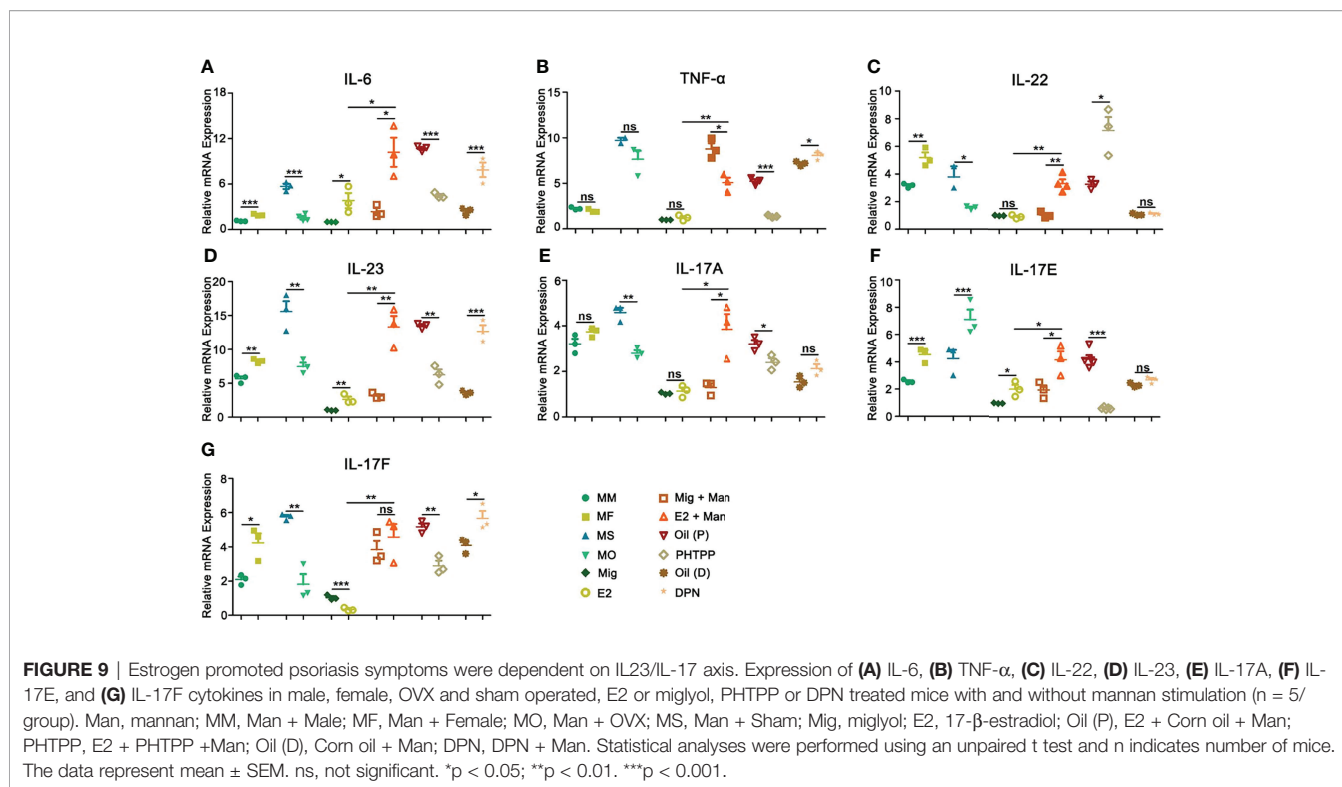 A
IL-6
Relative mRNA Expression
18
12
6
0
*** *** * * * *** ***
B
TNF-α
Relative mRNA Expression
15
10
5
0
ns ns ns ** * *** *
C
IL-22
Relative mRNA Expression
10
8
6
4
2
0
** * ns ** ** * ns
D
IL-23
Relative mRNA Expression
20
15
10
5
0
** ** ** ** ** ** ***
E
IL-17A
Relative mRNA Expression
6
4
2
0
ns ** ns * * * ns
F
IL-17E
Relative mRNA Expression
10
8
6
4
2
0
*** *** * * * *** ns
G
IL-17F
Relative mRNA Expression
8
6
4
2
0
* ** *** ** ns ** *
MM
MF
MS
MO
Mig
E2
Mig + Man
E2 + Man
Oil (P)
PHTPP
Oil (D)
DPN
FIGURE 9 | Estrogen promoted psoriasis symptoms were dependent on IL23/IL-17 axis. Expression of (A) IL-6, (B) TNF-α, (C) IL-22, (D) IL-23, (E) IL-17A, (F) IL-
17E, and (G) IL-17F cytokines in male, female, OVX and sham operated, E2 or miglyol, PHTPP or DPN treated mice with and without mannan stimulation (n = 5/
group). Man, mannan; MM, Man + Male; MF, Man + Female; MO, Man + OVX; MS, Man + Sham; Mig, miglyol; E2, 17-β-estradiol; Oil (P), E2 + Corn oil + Man;
PHTPP, E2 + PHTPP +Man; Oil (D), Corn oil + Man; DPN, DPN + Man. Statistical analyses were performed using an unpaired t test and n indicates number of mice.
The data represent mean ± SEM. ns, not significant. *p < 0.05; **p < 0.01. ***p < 0.001.